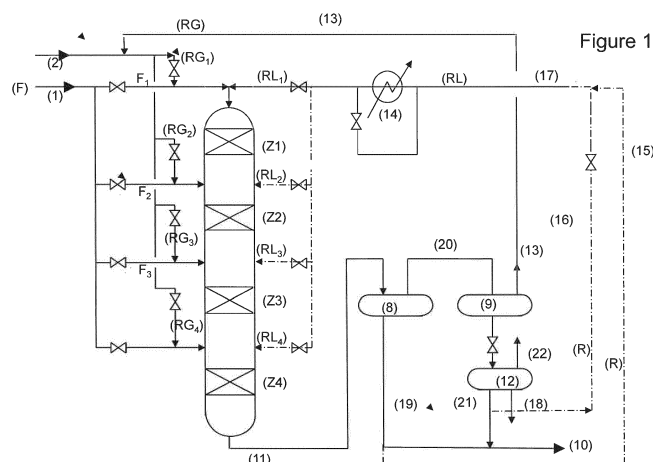 (RG) (13)
Figure 1
(2) (RG₁)
(F) (1) F₁ (RL₁) (RL) (17)
(14)
(RG₂) (Z1) (15)
F₂ (RL₂)
(Z2) (16)
(RG₃) (20)
F₃ (RL₃) (13)
(RG₄) (Z3) (8) (9)
(RL₄) (22) (R) (R)
(Z4) (12)
(19) (21) (18)
(11) (10)